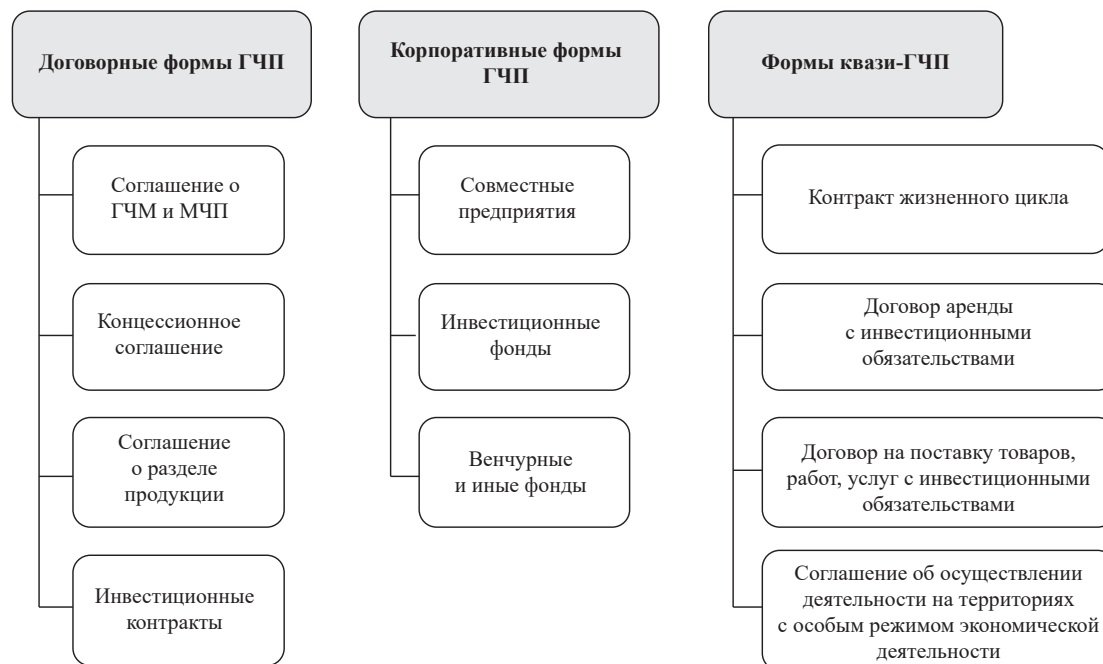 Договорные формы ГЧП
Соглашение о
ГЧМ и МЧП
Концессионное
соглашение
Соглашение
о разделе
продукции
Инвестиционные
контракты
Корпоративные формы
ГЧП
Совместные
предприятия
Инвестиционные
фонды
Венчурные
и иные фонды
Формы квази-ГЧП
Контракт жизненного цикла
Договор аренды
с инвестиционными
обязательствами
Договор на поставку товаров,
работ, услуг с инвестиционными
обязательствами
Соглашение об осуществлении
деятельности на территориях
с особым режимом экономической
деятельности